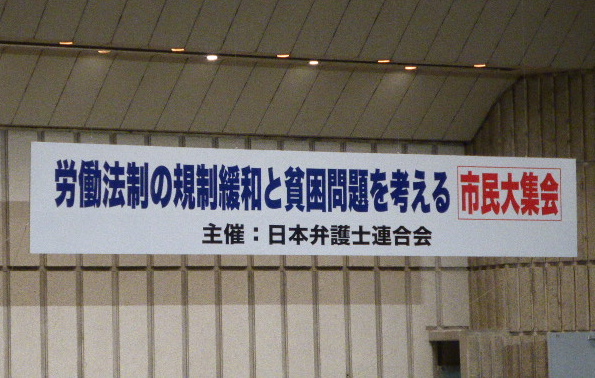 労働法制の規制緩和と貧困問題を考える 市民大集会
主催：日本弁護士連合会